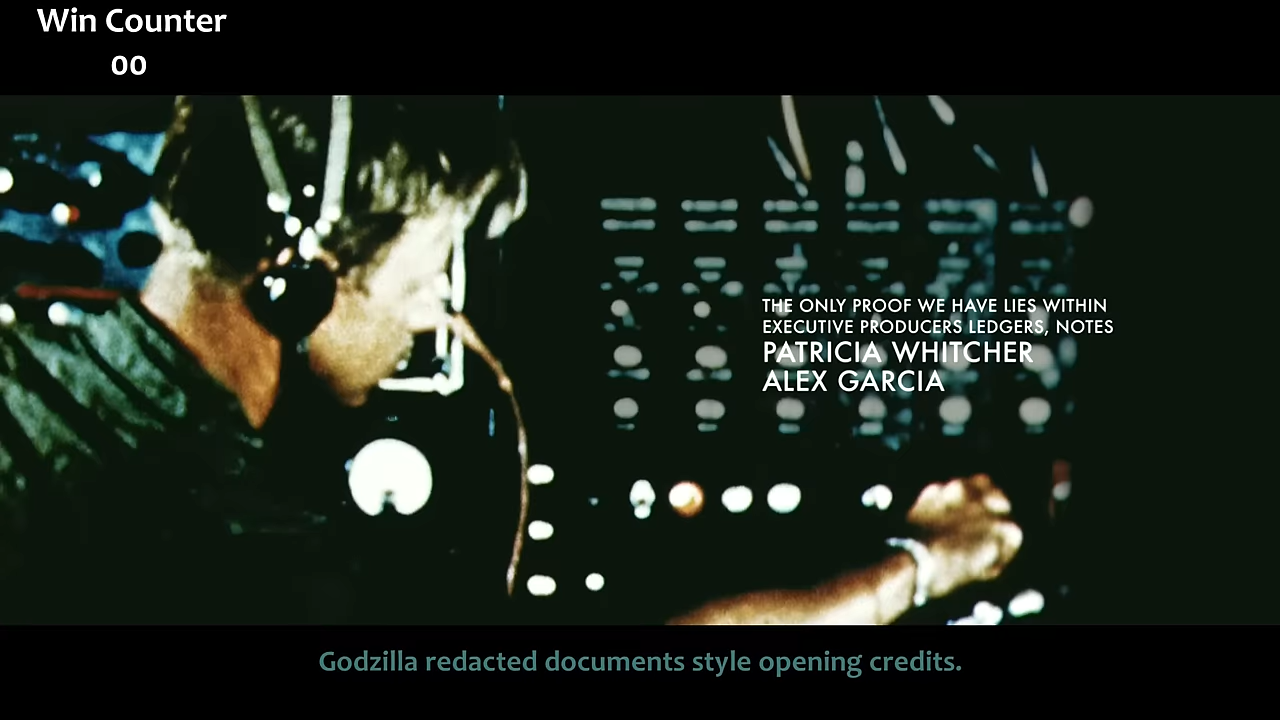 Win Counter
00
THE ONLY PROOF WE HAVE LIES WITHIN
EXECUTIVE PRODUCERS LEDGERS, NOTES
PATRICIA WHITCHER
ALEX GARCIA
Godzilla redacted documents style opening credits.